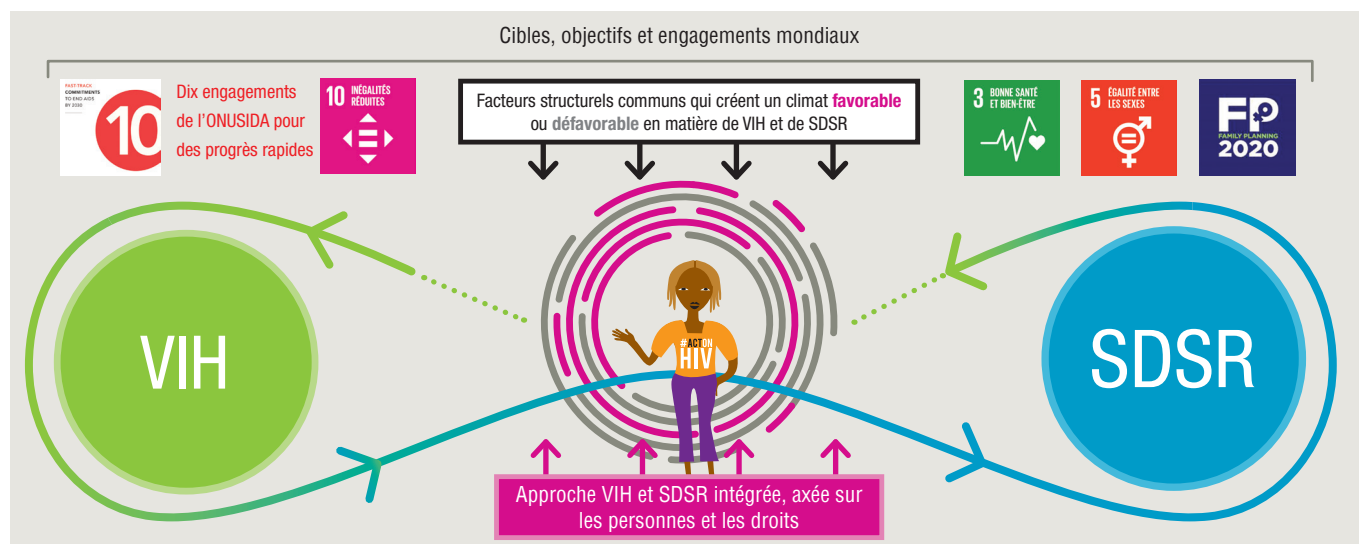 Cibles, objectifs et engagements mondiaux
FAST-TRACK
COMMITMENTS
TO END AIDS
BY 2030
10
Dix engagements
de l'ONUSIDA pour
des progrès rapides
10 INÉGALITÉS
RÉDUITES
Facteurs structurels communs qui créent un climat favorable
ou défavorable en matière de VIH et de SDSR
3 BONNE SANTÉ
ET BIEN-ÊTRE
5 ÉGALITÉ ENTRE
LES SEXES
FP
FAMILY PLANNING
2020
VIH
#ACTON
HIV
SDSR
Approche VIH et SDSR intégrée, axée sur
les personnes et les droits